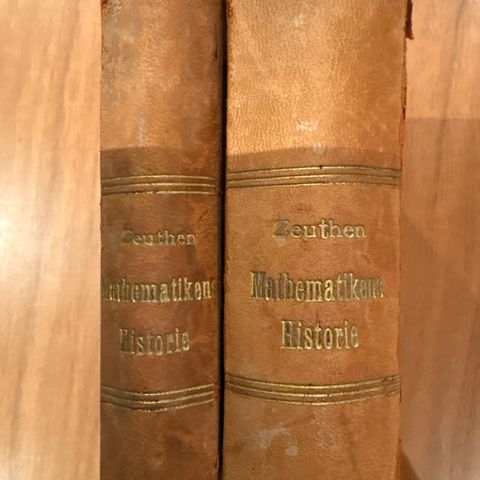 Zeuthen
Mathematikens
Historie
Zeuthen
Mathematikens
Historie